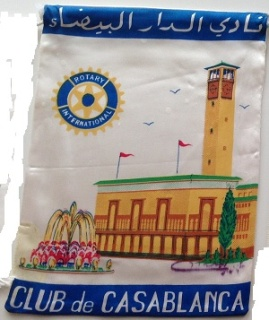 نادي الدار البيضاء
ROTARY
INTERNATIONAL
CLUB de CASABLANCA